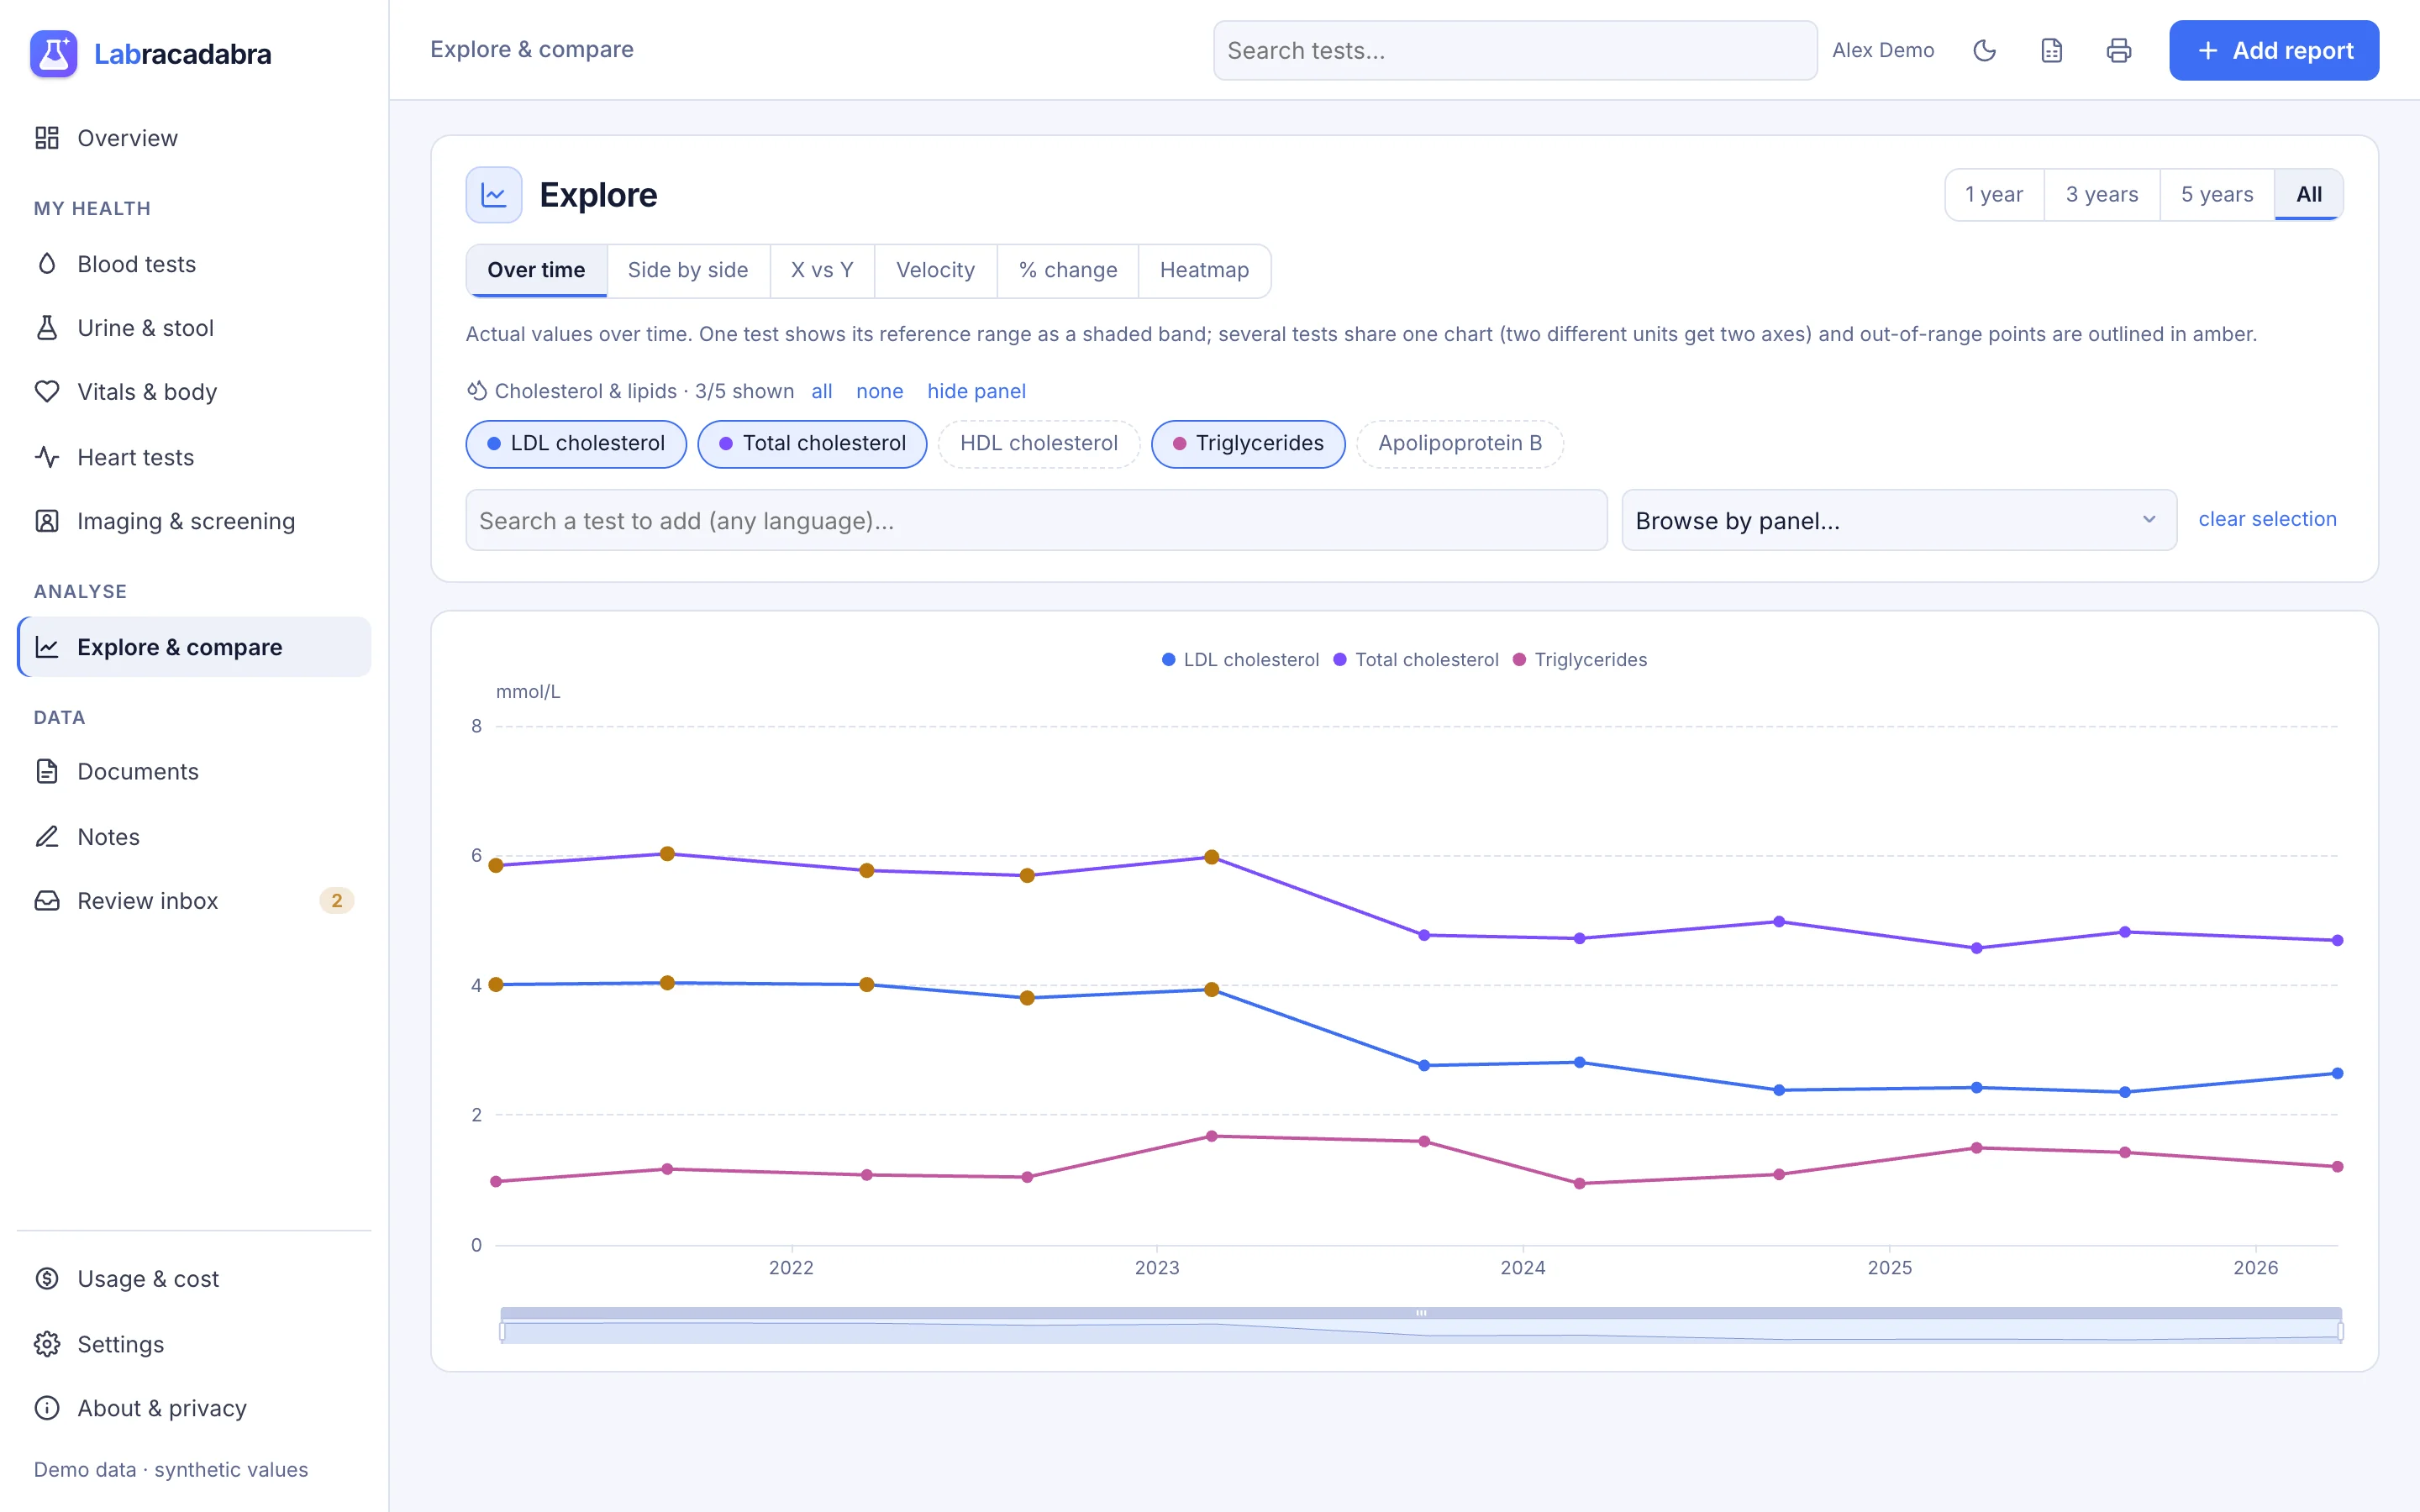 Labracadabra
Overview
MY HEALTH
Blood tests
Urine & stool
Vitals & body
Heart tests
Imaging & screening
ANALYSE
Explore & compare
DATA
Documents
Notes
Review inbox 2
Usage & cost
Settings
About & privacy
Demo data · synthetic values
Explore & compare
Search tests...
Alex Demo
+ Add report
Explore
1 year 3 years 5 years All
Over time Side by side X vs Y Velocity % change Heatmap
Actual values over time. One test shows its reference range as a shaded band; several tests share one chart (two different units get two axes) and out-of-range points are outlined in amber.
Cholesterol & lipids · 3/5 shown all none hide panel
LDL cholesterol Total cholesterol HDL cholesterol Triglycerides Apolipoprotein B
Search a test to add (any language)... Browse by panel... clear selection
LDL cholesterol Total cholesterol Triglycerides
mmol/L
8
6
4
2
0
2022 2023 2024 2025 2026